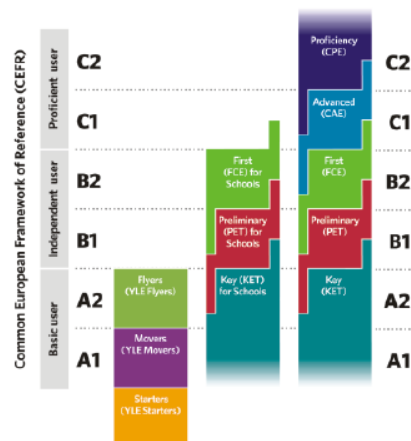 Common European Framework of Reference (CEFR)
Proficient user
Independent user
Basic user
C2
C1
B2
B1
A2
A1
Flyers
(YLE Flyers)
Movers
(YLE Movers)
Starters
(YLE Starters)
First
(FCE) for
Schools
Preliminary
(PET) for
Schools
Key (KET)
for Schools
Proficiency
(CPE)
Advanced
(CAE)
First
(FCE)
Preliminary
(PET)
Key
(KET)
C2
C1
B2
B1
A2
A1